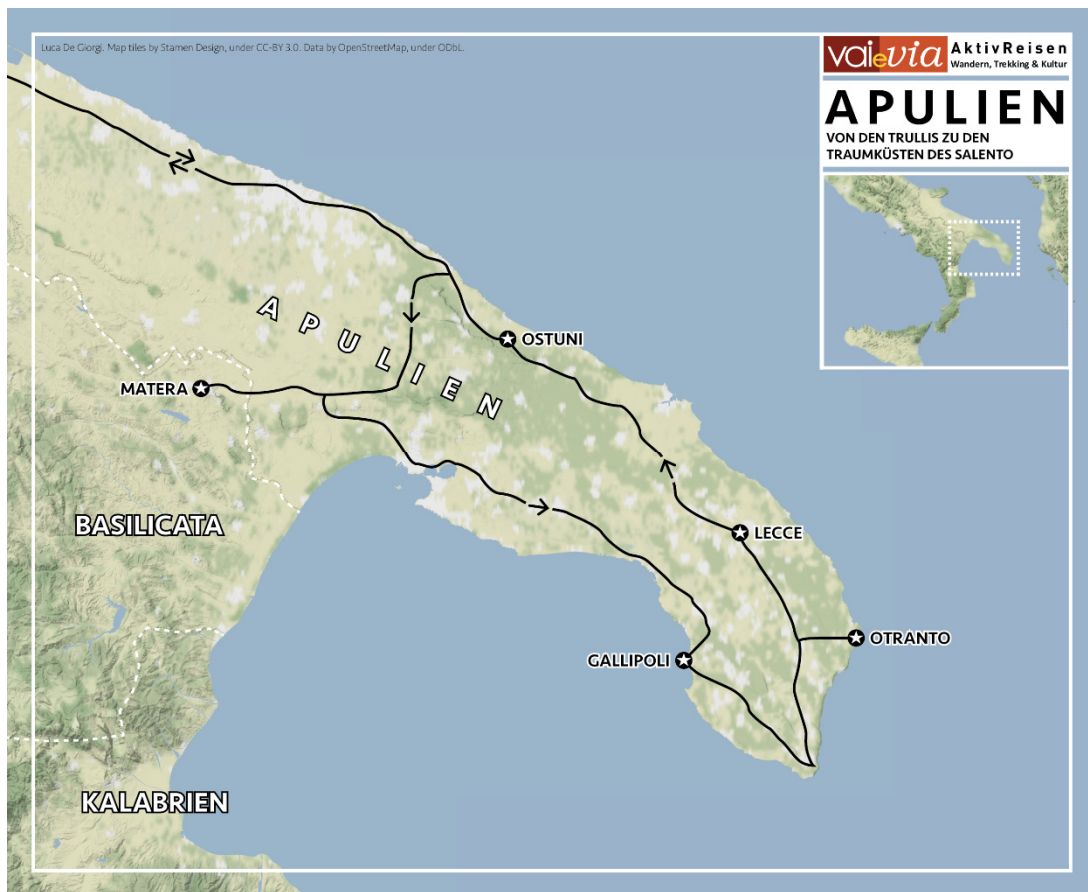 Luca De Giorgi. Map tiles by Stamen Design, under CC-BY 3.0. Data by OpenStreetMap, under ODbL.
vai e via AktivReisen
Wandern, Trekking & Kultur
APULIEN
VON DEN TRULLIS ZU DEN
TRAUMKÜSTEN DES SALENTO
APULIEN
OSTUNI
MATERA
BASILICATA
LECCE
OTRANTO
GALLIPOLI
KALABRIEN